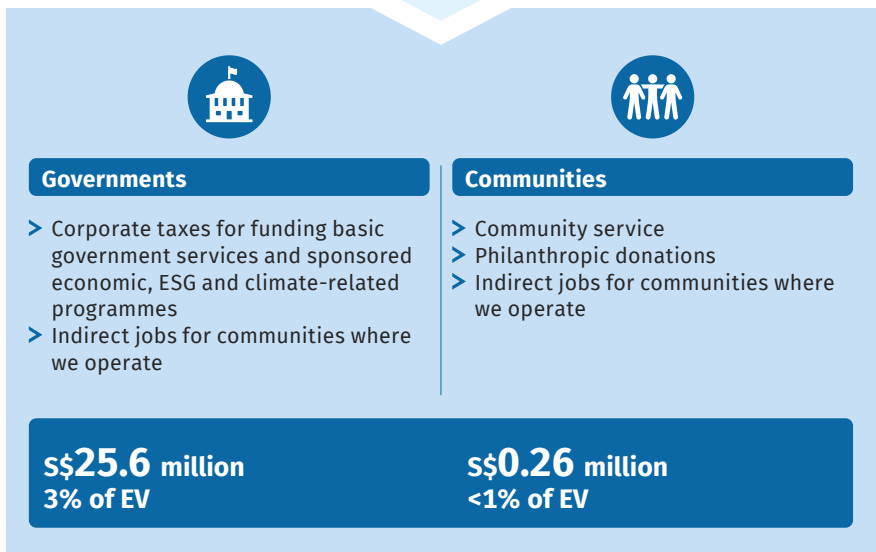 Governments
> Corporate taxes for funding basic
government services and sponsored
economic, ESG and climate-related
programmes
> Indirect jobs for communities where
we operate
Communities
> Community service
> Philanthropic donations
> Indirect jobs for communities where
we operate
S$25.6 million
3% of EV
S$0.26 million
<1% of EV